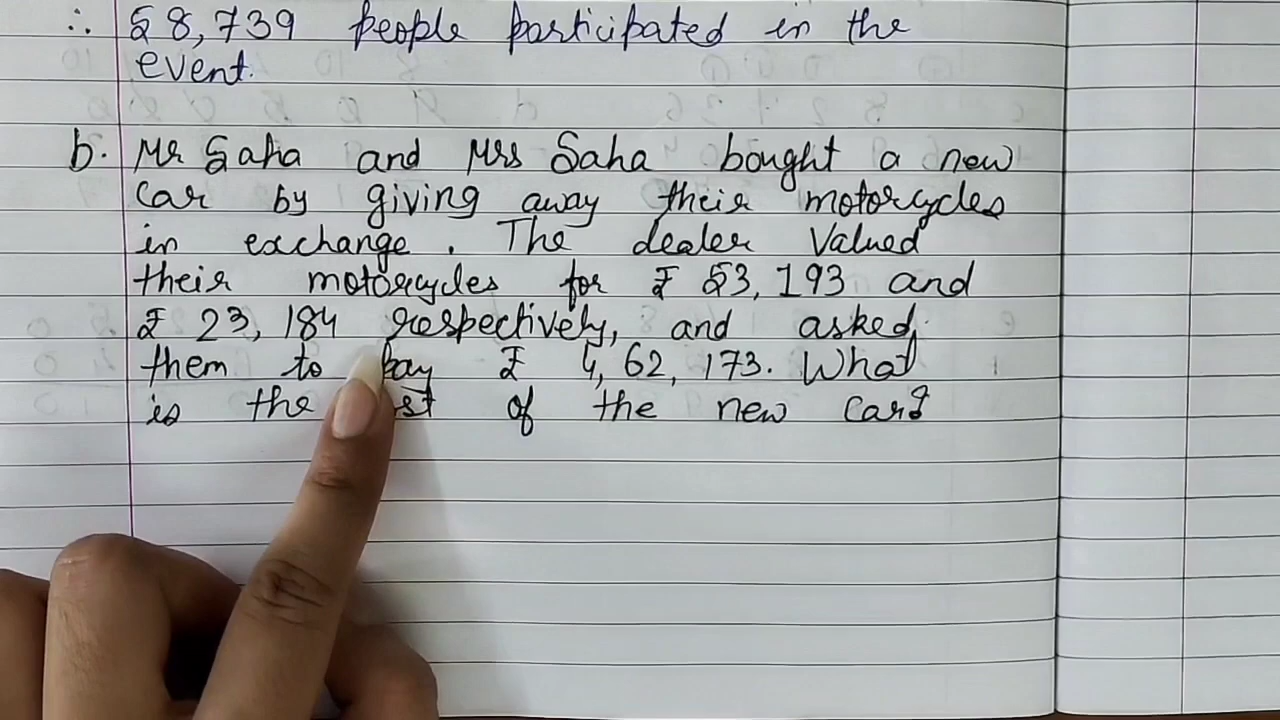 ∴ 58,739 people participated in the
event.
b. Mr Saha and Mrs Saha bought a new
car by giving away their motorcycles
in exchange. The dealer valued
their motorcycles for ₹ 53,193 and
₹ 23,184 respectively, and asked
them to pay ₹ 4,62,173. What
is the of the new car?